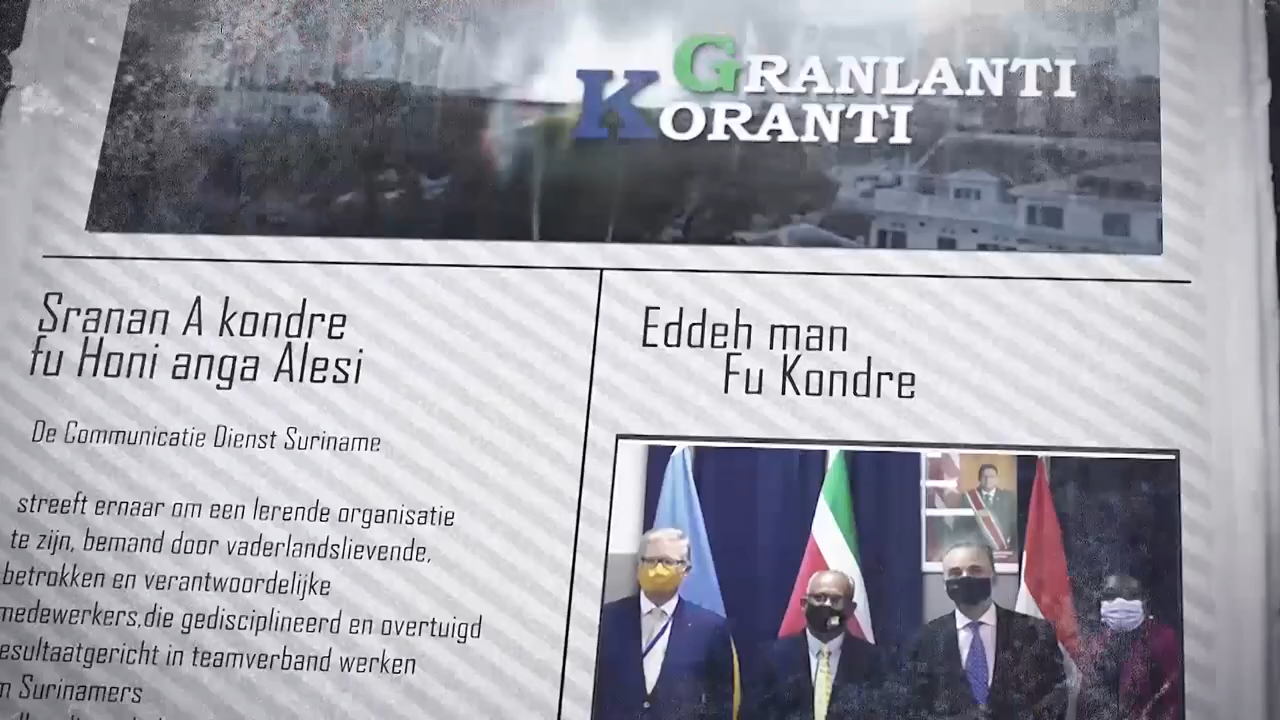 GRANLANTI
KORANTI
Sranan A kondre
fu Honi anga Alesi
De Communicatie Dienst Suriname
streeft ernaar om een lerende organisatie
te zijn, bemand door vaderlandslievende,
betrokken en verantwoordelijke
medewerkers,die gedisciplineerd en overtuigd
esultaatgericht in teamverband werken
n Surinamers
Eddeh man
Fu Kondre